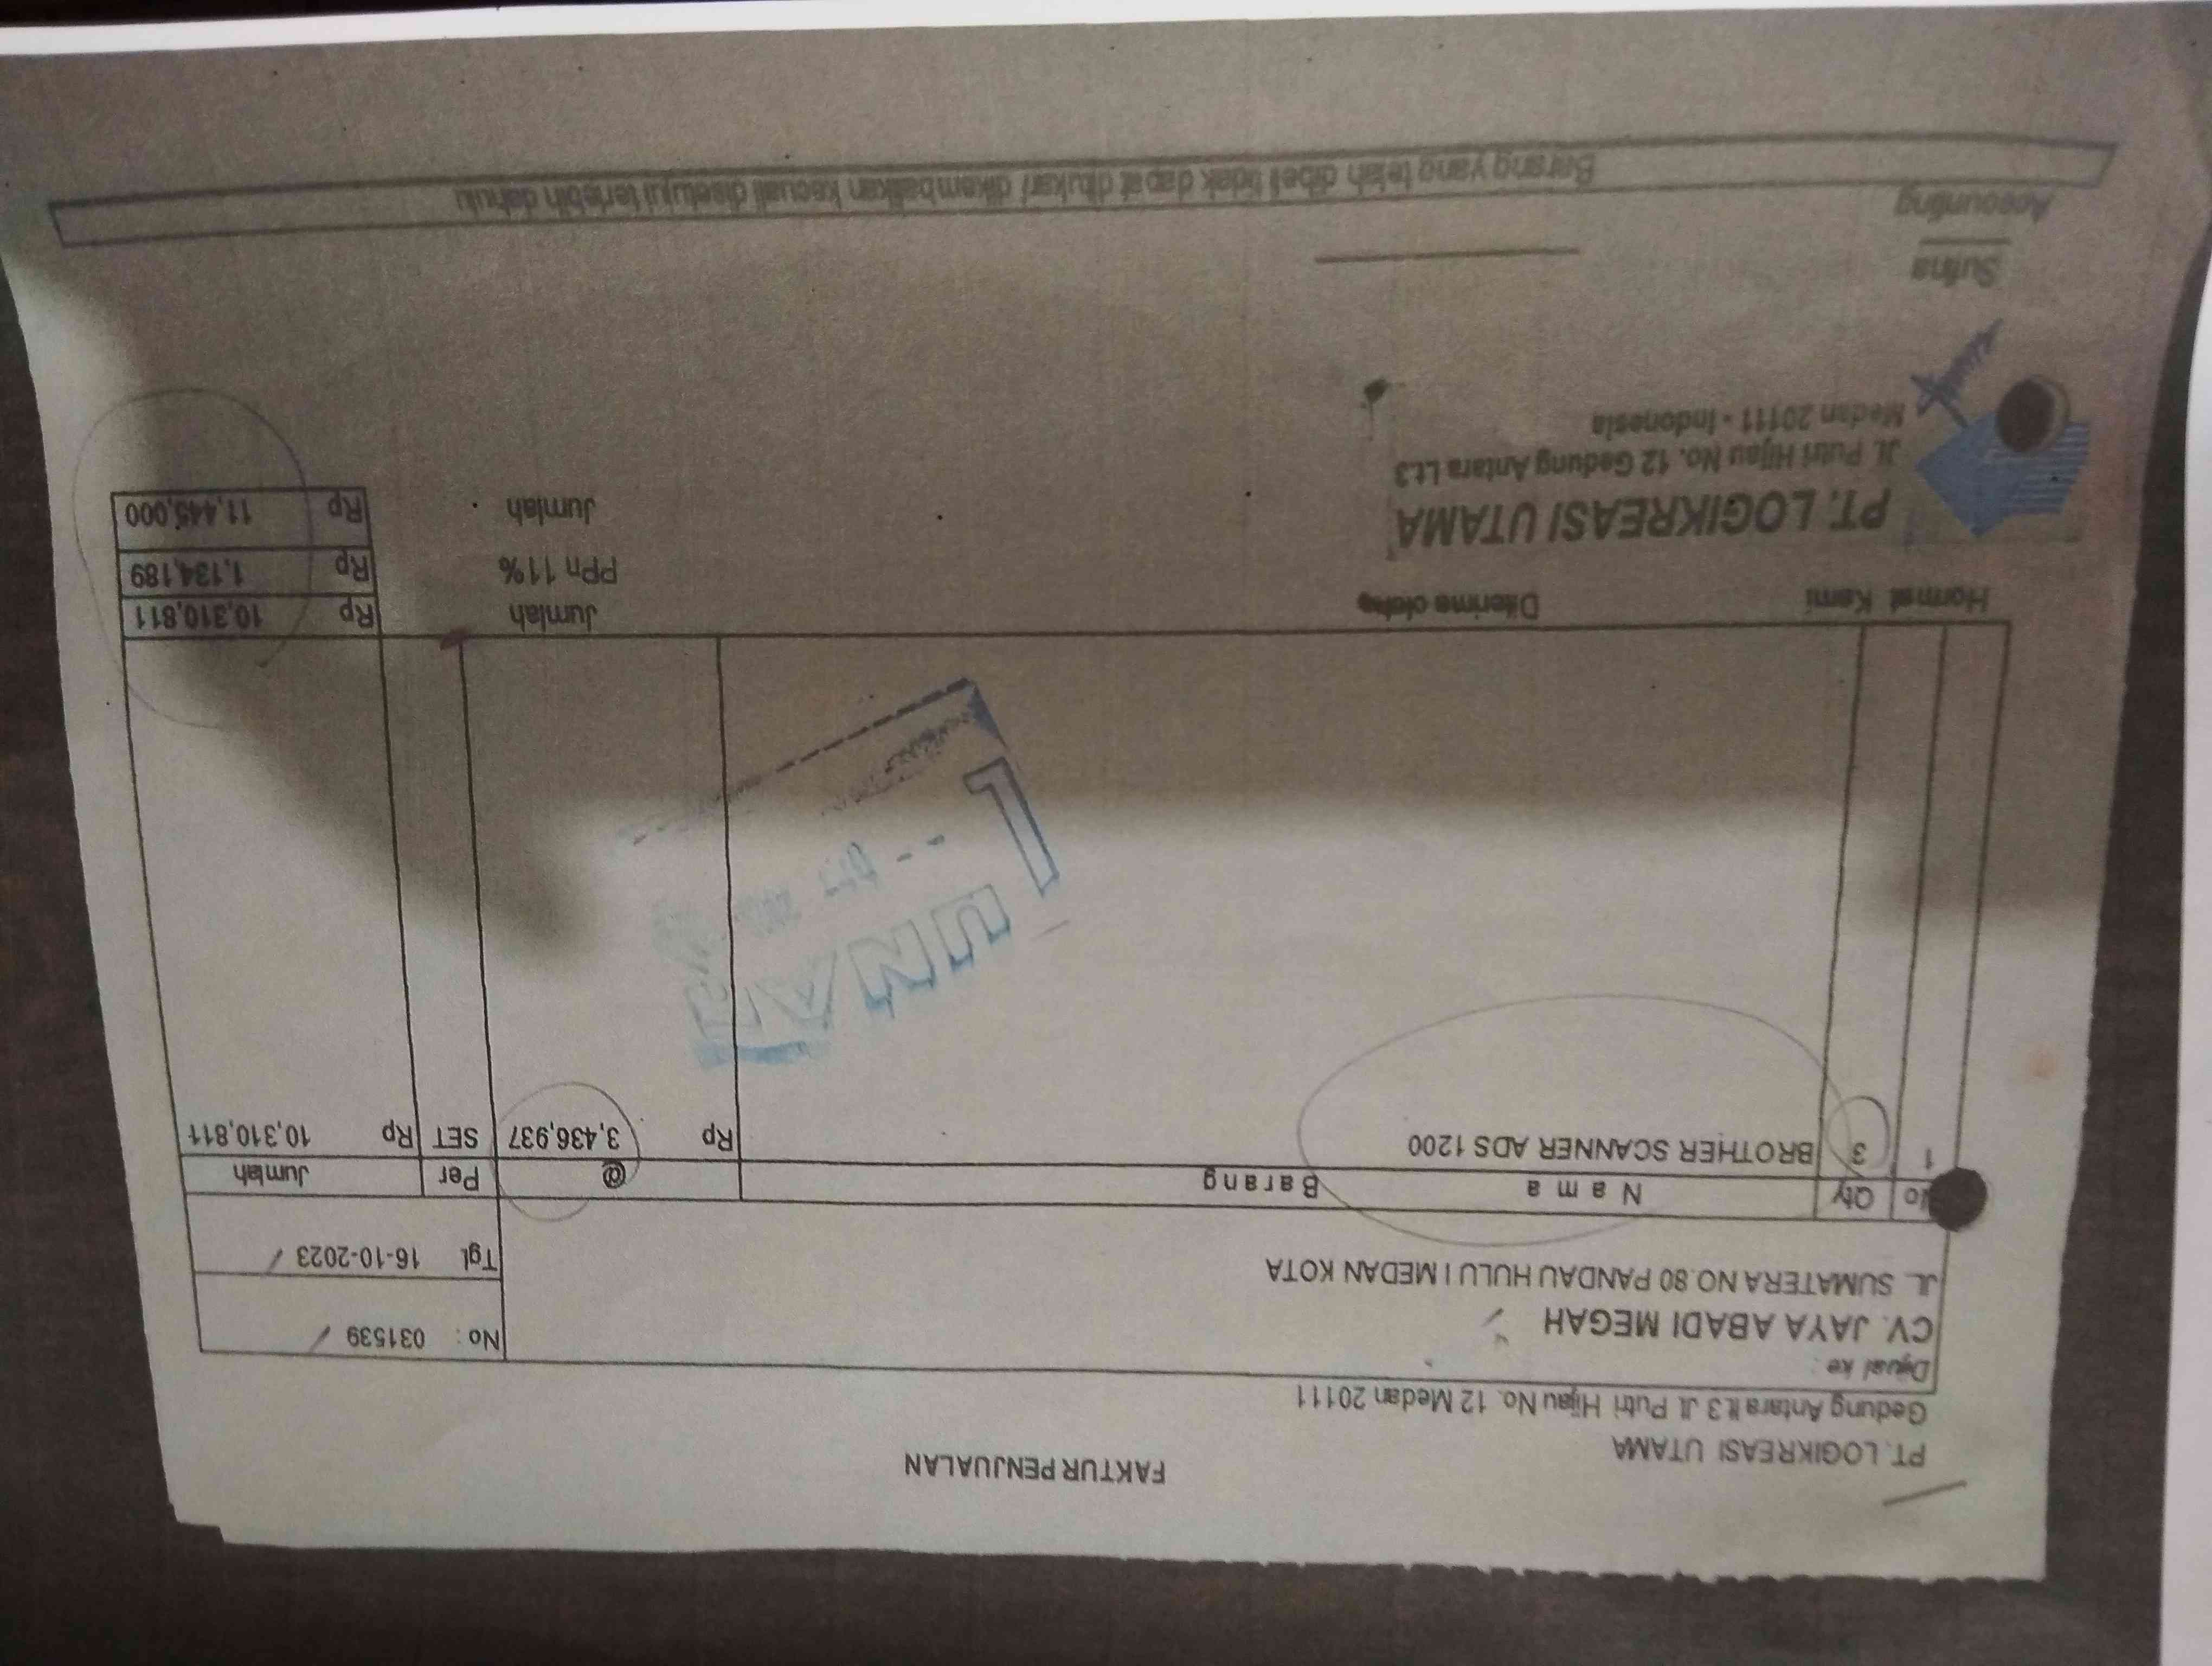 FAKTUR PENJUALAN
PT. LOGIKREASI UTAMA
Gedung Antara lt.3 Jl. Putri Hijau No. 12 Medan 20111
Dijual ke :
CV. JAYA ABADI MEGAH
JL. SUMATERA NO.80 PANDAU HULU I MEDAN KOTA
No : 031539
Tgl. 16-10-2023
No Qty Nama Barang @ Per Jumlah
1 3 BROTHER SCANNER ADS 1200 Rp 3,436,937 SET Rp 10,310,811
Hormat Kami Diterima oleh,
Jumlah Rp 10,310,811
PPn 11% Rp 1,134,189
Jumlah Rp 11,445,000
PT. LOGIKREASI UTAMA
Jl. Putri Hijau No. 12 Gedung Antara Lt.3
Medan 20111 - Indonesia
Accounting
Barang yang telah dibeli tidak dapat ditukar/ dikembalikan kecuali disetujui terlebih dahulu